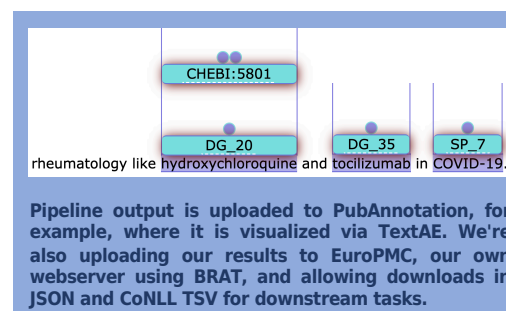 CHEBI:5801
DG_20 DG_35 SP_7
rheumatology like hydroxychloroquine and tocilizumab in COVID-19.
Pipeline output is uploaded to PubAnnotation, for
example, where it is visualized via TextAE. We're
also uploading our results to EuroPMC, our own
webserver using BRAT, and allowing downloads in
JSON and CoNLL TSV for downstream tasks.